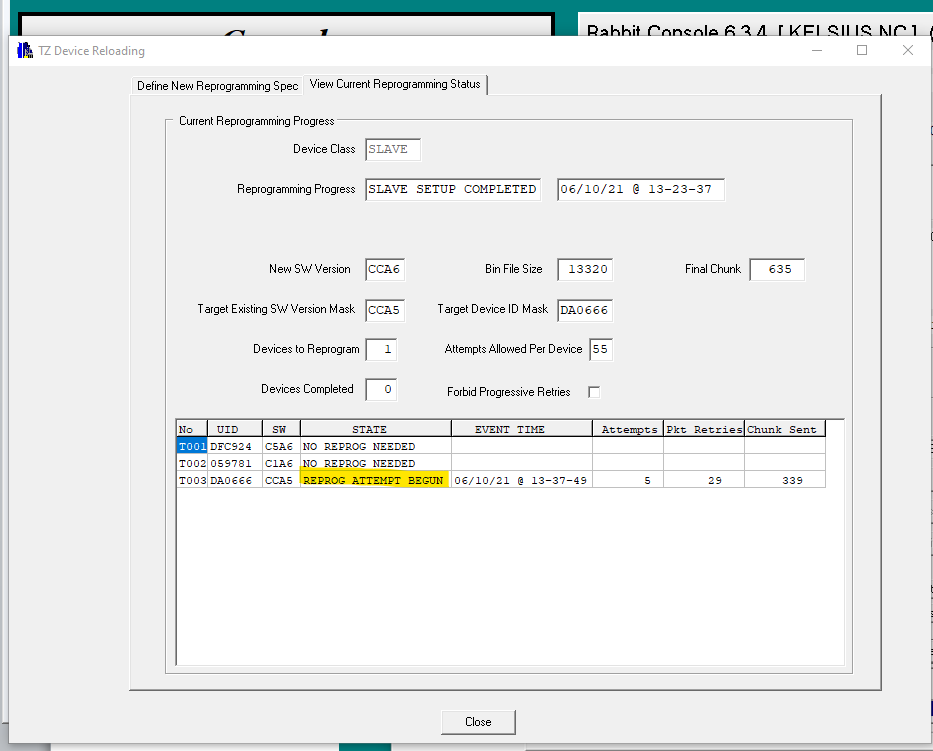 Rabbit Console 6.3.4 [ KELSIUS NC ] (
TZ Device Reloading
Define New Reprogramming Spec View Current Reprogramming Status
Current Reprogramming Progress
Device Class SLAVE
Reprogramming Progress SLAVE SETUP COMPLETED 06/10/21 @ 13-23-37
New SW Version CCA6 Bin File Size 13320 Final Chunk 635
Target Existing SW Version Mask CCA5 Target Device ID Mask DA0666
Devices to Reprogram 1 Attempts Allowed Per Device 55
Devices Completed 0 Forbid Progressive Retries
No UID SW STATE EVENT TIME Attempts Pkt Retries Chunk Sent
T001 DFC924 C5A6 NO REPROG NEEDED
T002 059781 C1A6 NO REPROG NEEDED
T003 DA0666 CCA5 REPROG ATTEMPT BEGUN 06/10/21 @ 13-37-49 5 29 339
Close